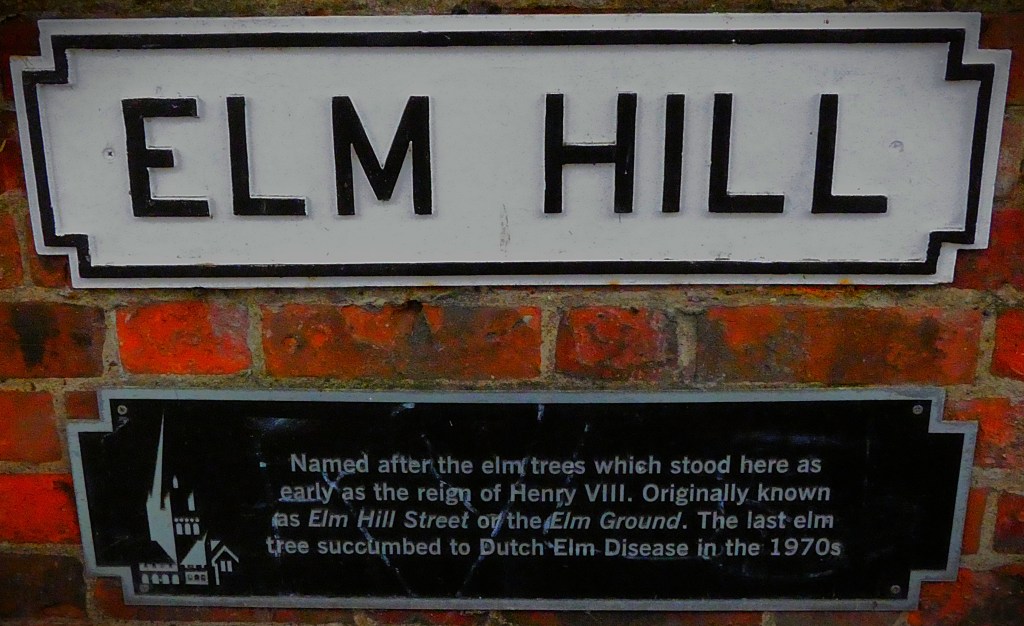 ELM HILL
Named after the elm trees which stood here as
early as the reign of Henry VIII. Originally known
as Elm Hill Street or the Elm Ground. The last elm
tree succumbed to Dutch Elm Disease in the 1970s